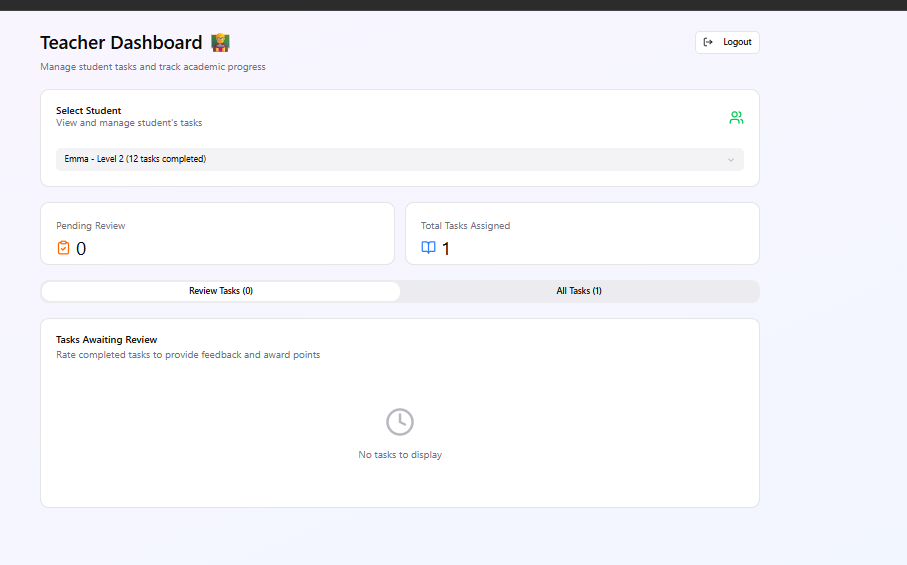 Teacher Dashboard
Logout
Manage student tasks and track academic progress
Select Student
View and manage student's tasks
Emma - Level 2 (12 tasks completed)
Pending Review
0
Total Tasks Assigned
1
Review Tasks (0)
All Tasks (1)
Tasks Awaiting Review
Rate completed tasks to provide feedback and award points
No tasks to display